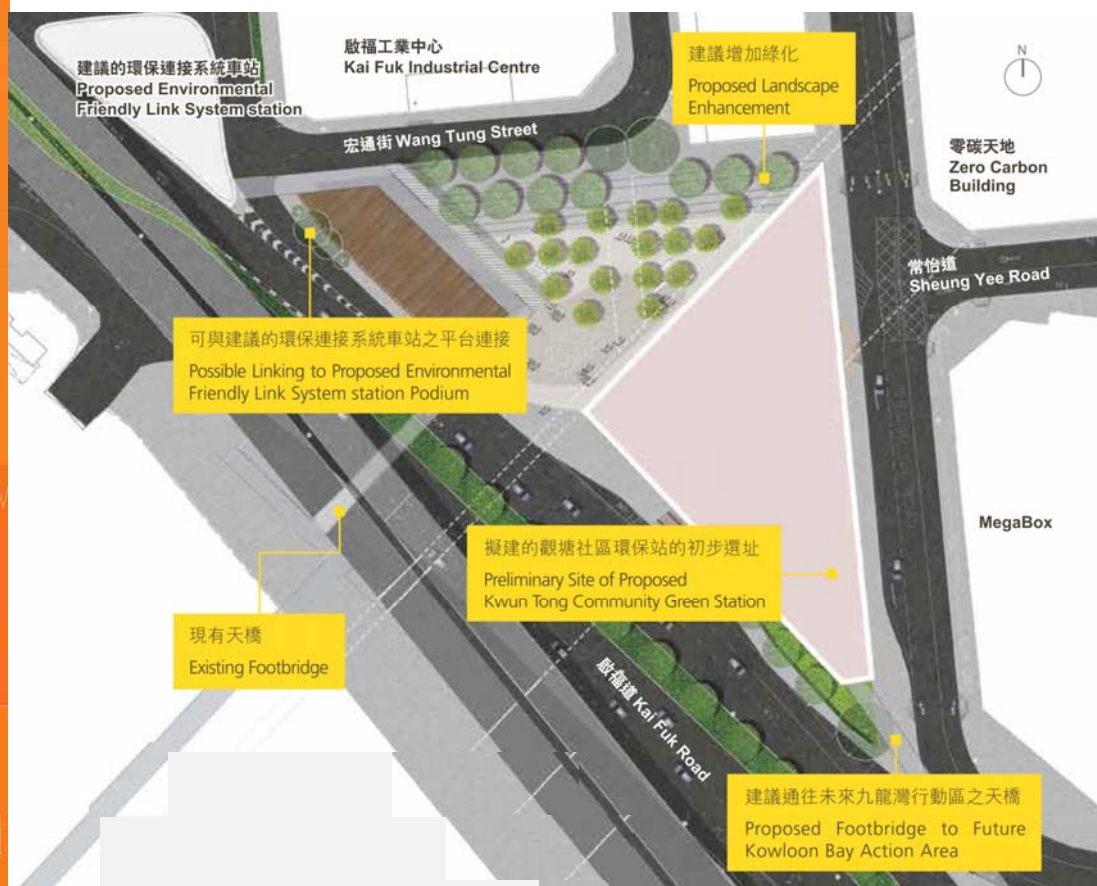 建議的環保連接系統車站
Proposed Environmental
Friendly Link System station
啟福工業中心
Kai Fuk Industrial Centre
建議增加綠化
Proposed Landscape
Enhancement
N
宏通街 Wang Tung Street
零碳天地
Zero Carbon
Building
常怡道
Sheung Yee Road
可與建議的環保連接系統車站之平台連接
Possible Linking to Proposed Environmental
Friendly Link System station Podium
MegaBox
擬建的觀塘社區環保站的初步選址
Preliminary Site of Proposed
Kwun Tong Community Green Station
現有天橋
Existing Footbridge
啟福道 Kai Fuk Road
建議通往未來九龍灣行動區之天橋
Proposed Footbridge to Future
Kowloon Bay Action Area